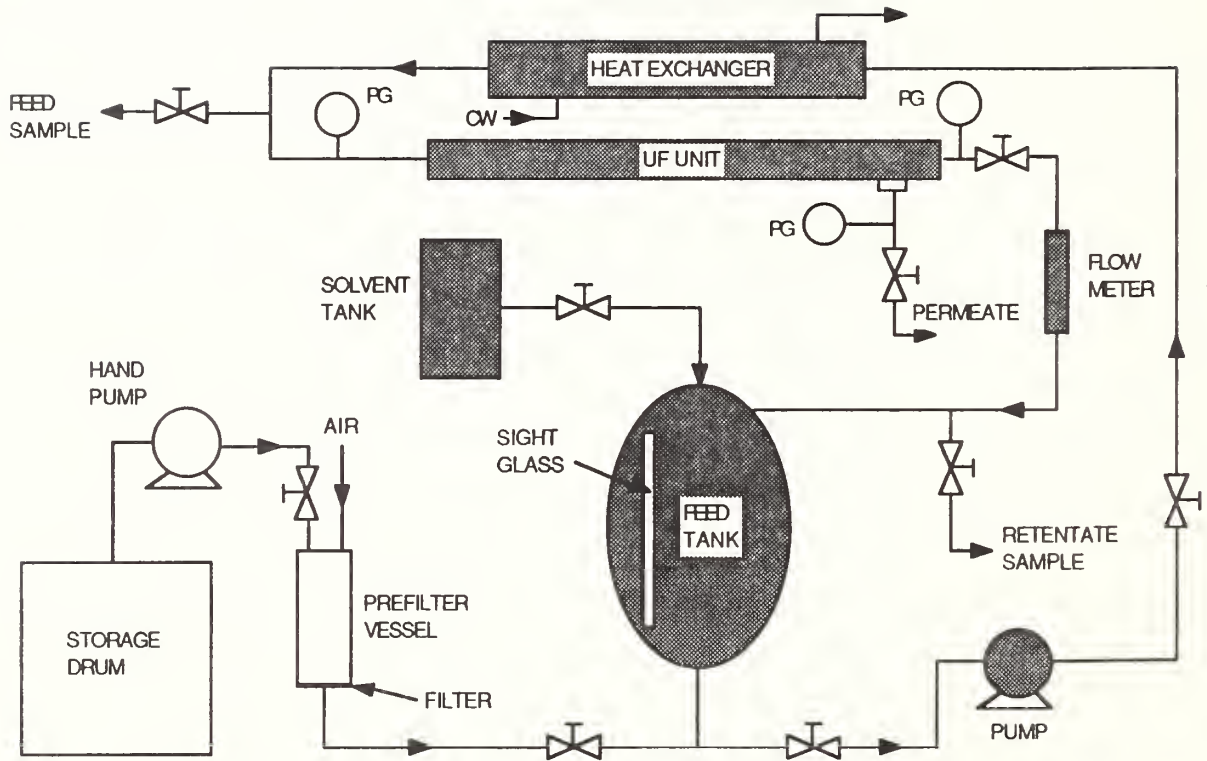 HEAT EXCHANGER
FEED
SAMPLE
PG
CW
PG
UF UNIT
PG
SOLVENT
TANK
FLOW
METER
PERMEATE
HAND
PUMP
AIR
SIGHT
GLASS
FEED
TANK
RETENTATE
SAMPLE
PREFILTER
VESSEL
STORAGE
DRUM
FILTER
PUMP